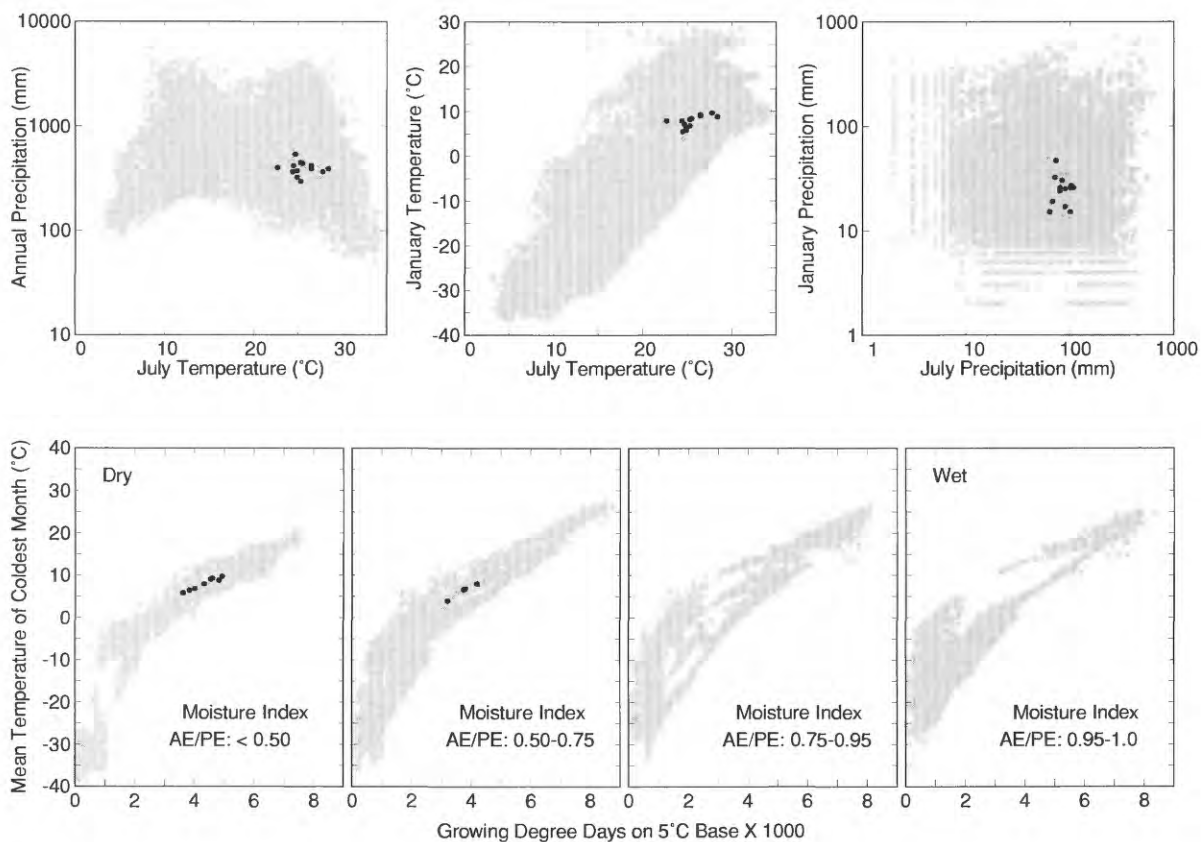 10000
1000
100
10
Annual Precipitation (mm)
0 10 20 30
July Temperature (°C)
30
20
10
0
-10
-20
-30
-40
January Temperature (°C)
0 10 20 30
July Temperature (°C)
1000
100
10
1
January Precipitation (mm)
1 10 100 1000
July Precipitation (mm)
40
30
20
10
0
-10
-20
-30
-40
Mean Temperature of Coldest Month (°C)
Dry
Moisture Index
AE/PE: < 0.50
0 2 4 6 8
Moisture Index
AE/PE: 0.50-0.75
0 2 4 6 8
Moisture Index
AE/PE: 0.75-0.95
0 2 4 6 8
Wet
Moisture Index
AE/PE: 0.95-1.0
0 2 4 6 8
Growing Degree Days on 5°C Base X 1000